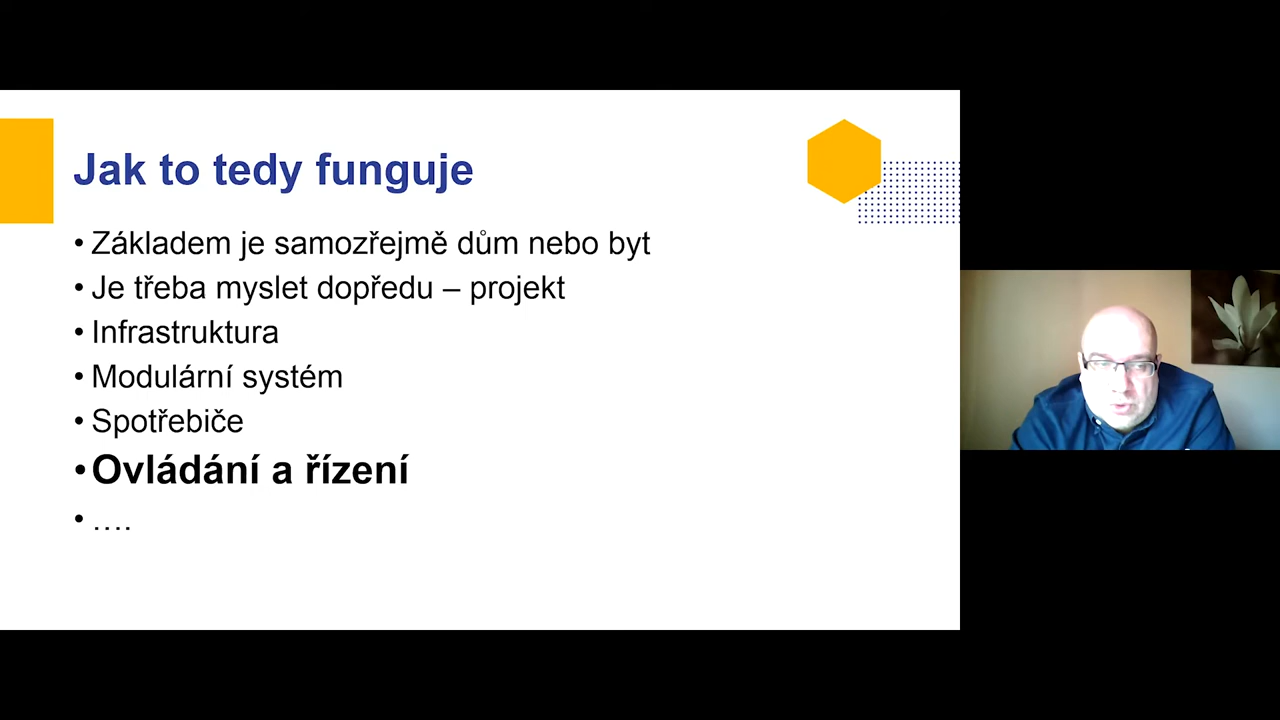 Jak to tedy funguje
• Základem je samozřejmě dům nebo byt
• Je třeba myslet dopředu – projekt
• Infrastruktura
• Modulární systém
• Spotřebiče
• Ovládání a řízení
• ….